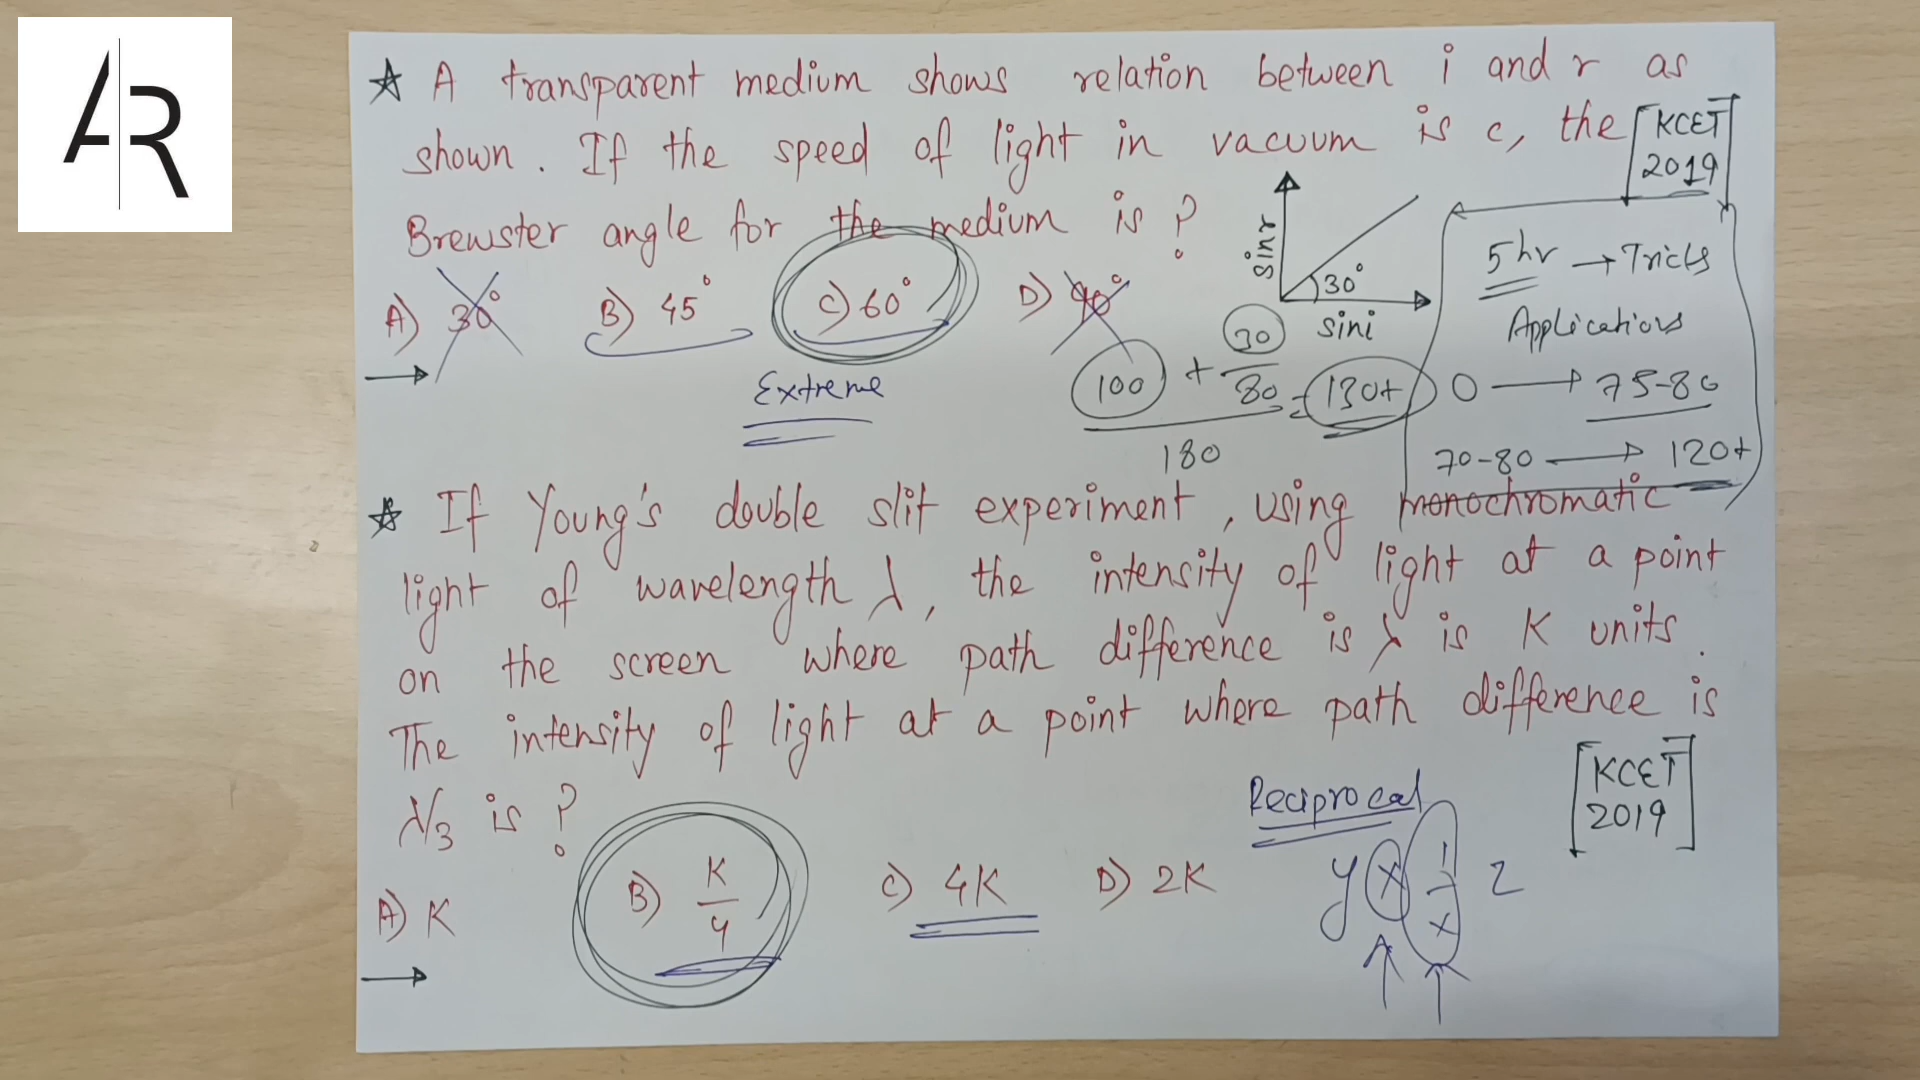 AR
☆ A transparent medium shows relation between i and r as
shown. If the speed of light in vacuum is c, the [KCET
2019]
Brewster angle for the medium is ?
sinr
30°
sini
A) 30° B) 45° C) 60° D) 90°
Extreme
100 + 30/80 = 130+
180
5hr → Tricks
Applications
0 → 75-80
70-80 → 120+
☆ If Young's double slit experiment, using monochromatic
light of wavelength λ, the intensity of light at a point
on the screen where path difference is λ is K units.
The intensity of light at a point where path difference is
λ/3 is ?
[KCET
2019]
Reciprocal
A) K B) K/4 C) 4K D) 2K
y x 1/x z